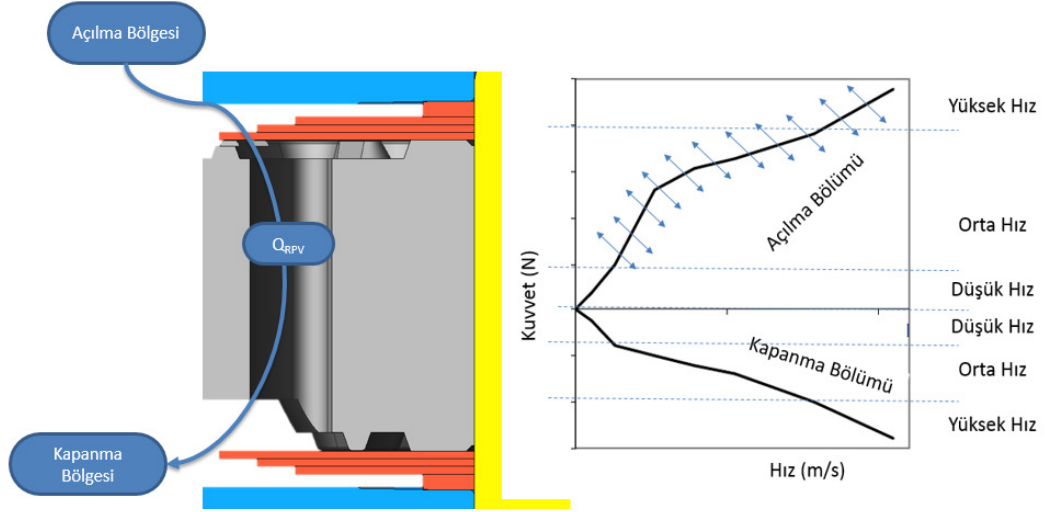 Açılma Bölgesi
QRPV
Kapanma
Bölgesi
Kuvvet (N)
Açılma Bölümü
Kapanma Bölümü
Yüksek Hız
Orta Hız
Düşük Hız
Düşük Hız
Orta Hız
Yüksek Hız
Hız (m/s)